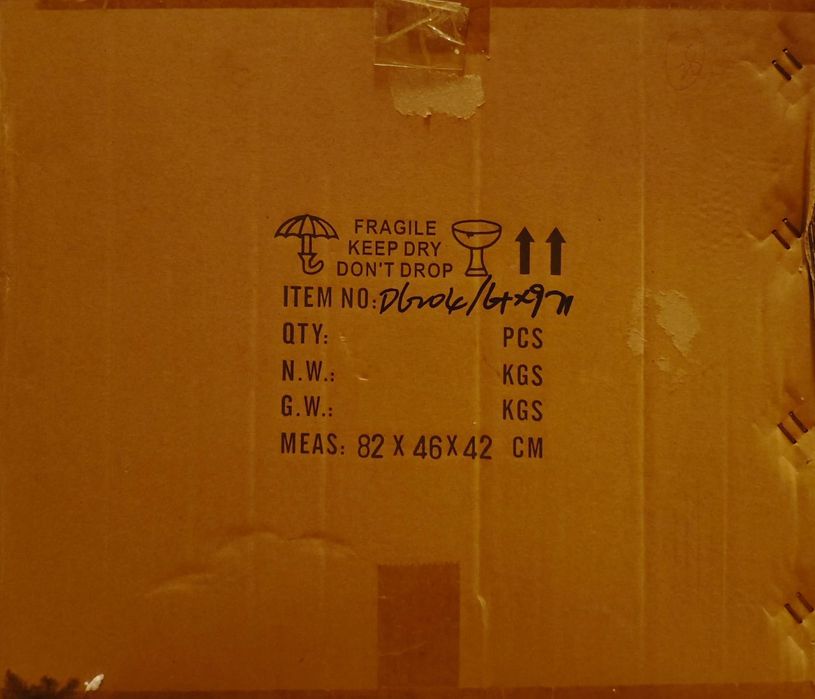 FRAGILE
KEEP DRY
DON'T DROP
ITEM NO:
QTY: PCS
N.W.: KGS
G.W.: KGS
MEAS: 82 X 46 X 42 CM